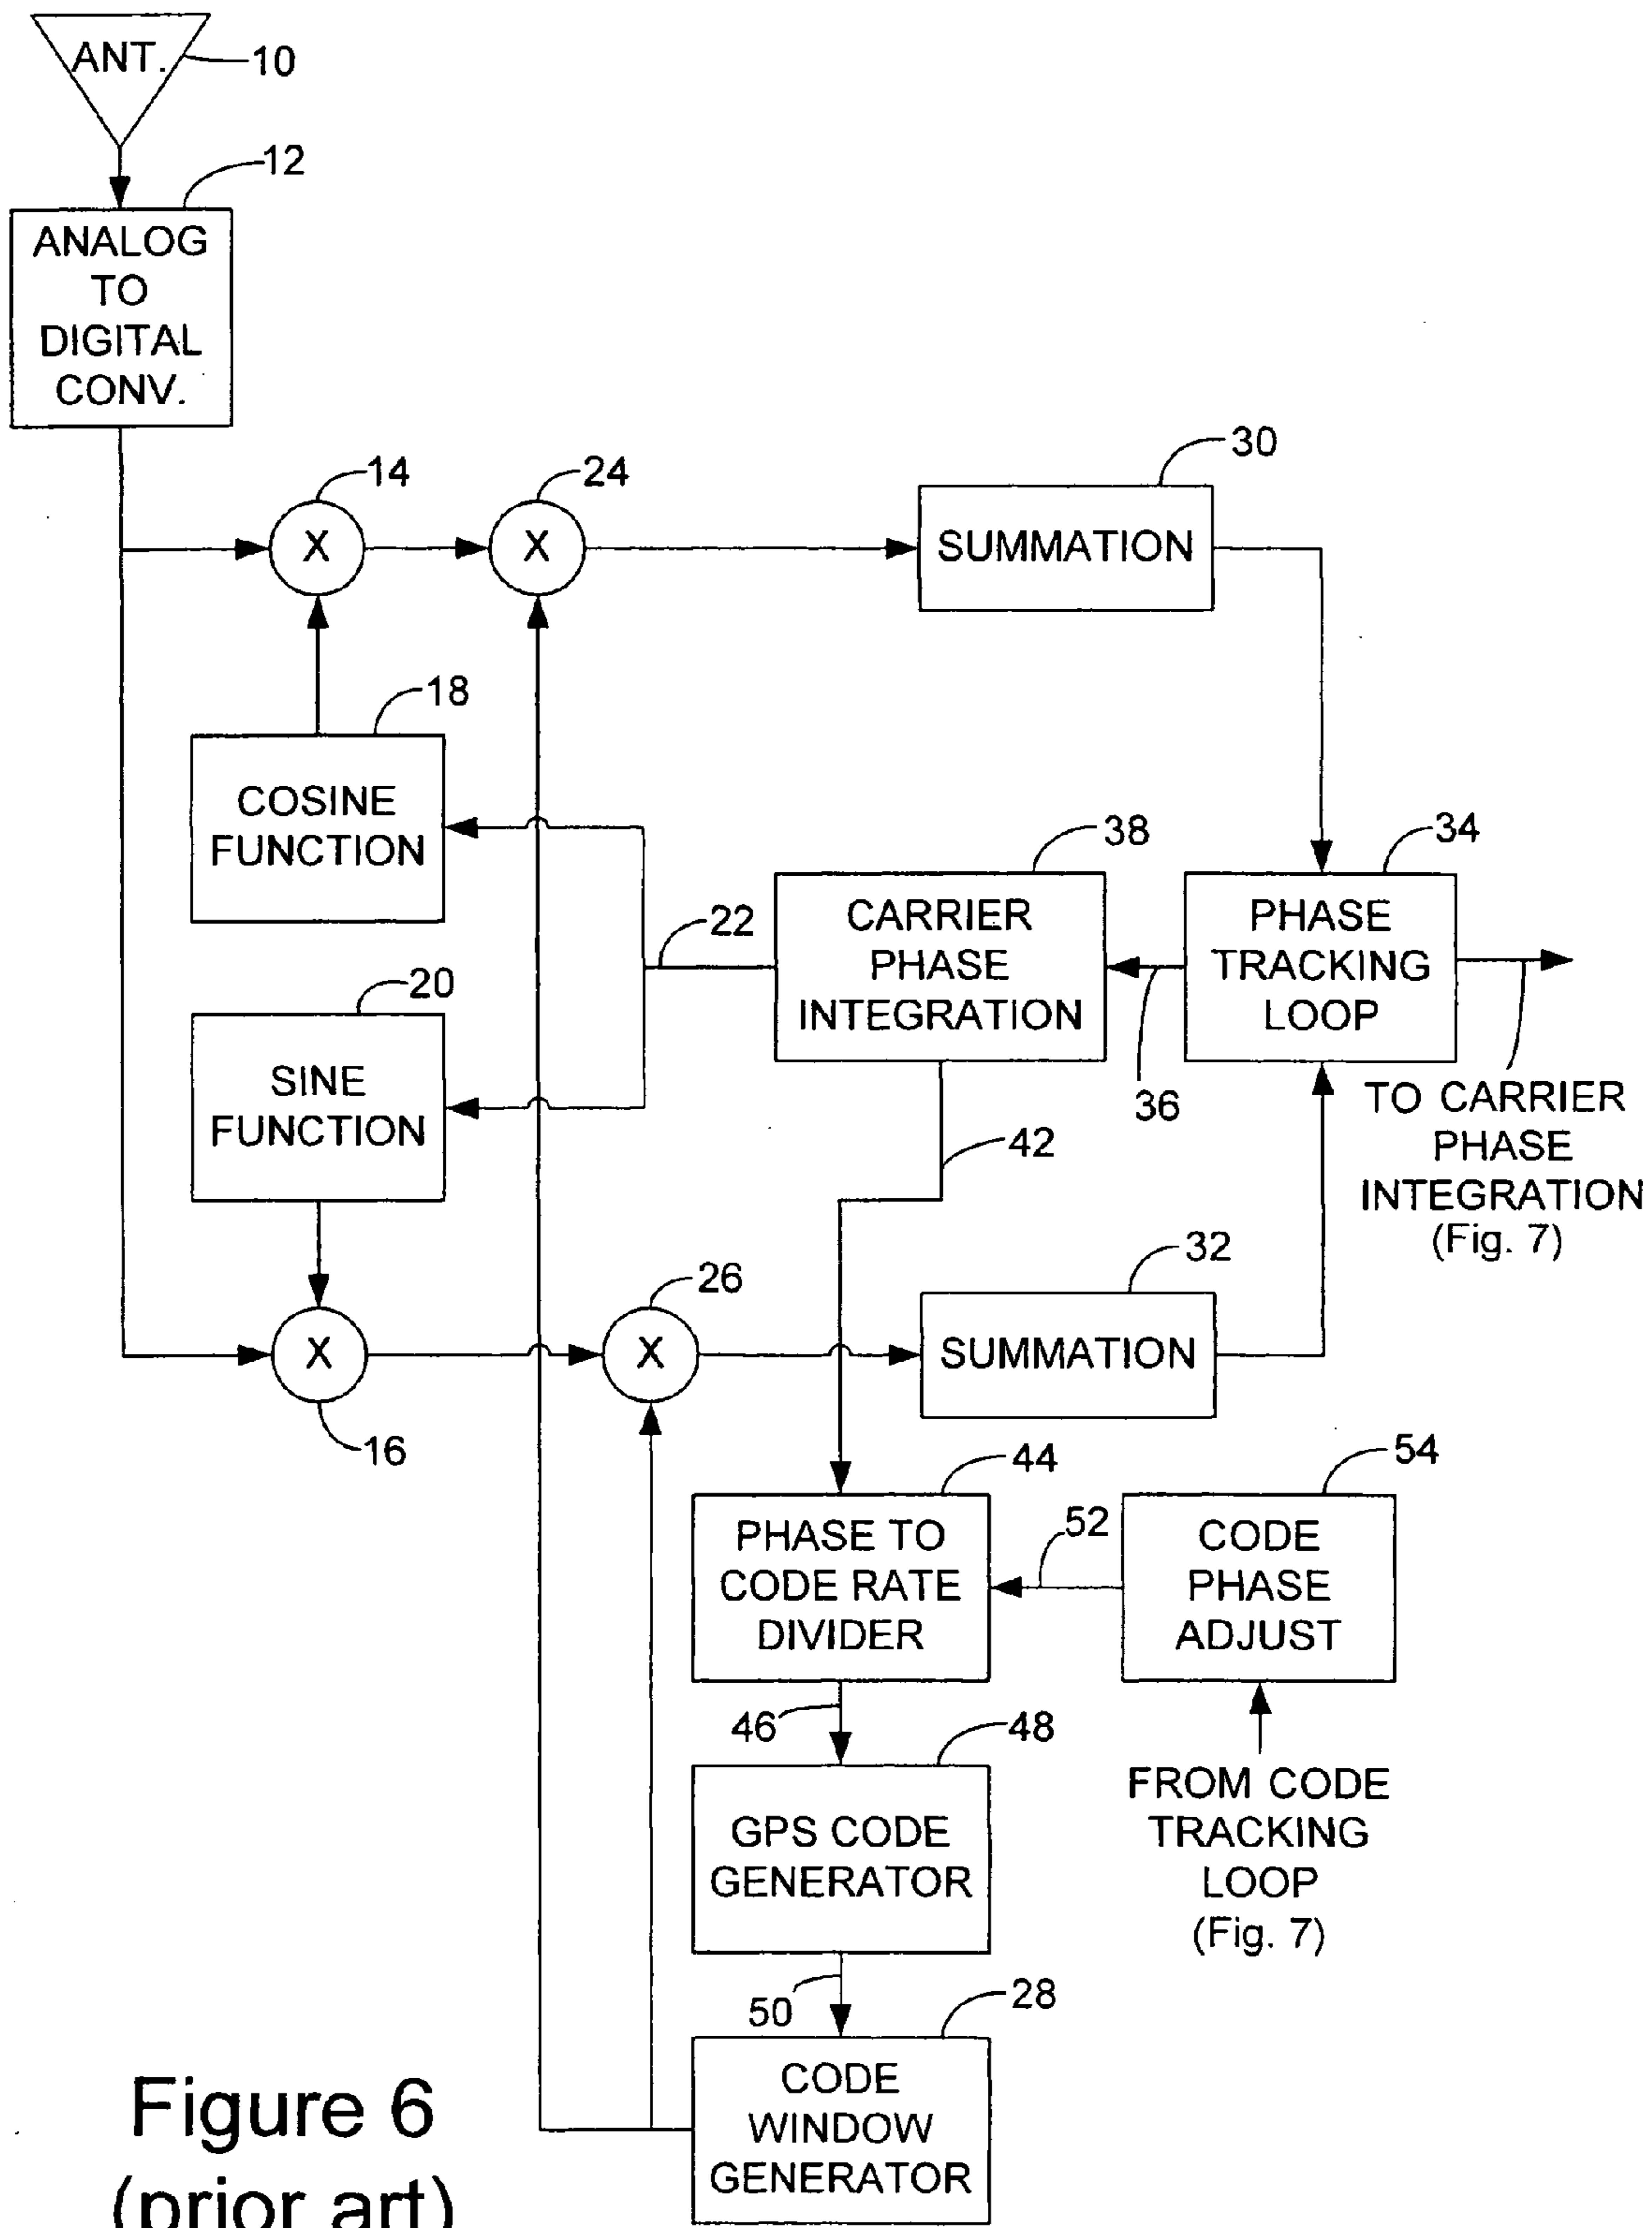 ANT.
10
12
ANALOG
TO
DIGITAL
CONV.
14
24
30
X
X
SUMMATION
18
COSINE
FUNCTION
38
34
22
CARRIER
PHASE
INTEGRATION
PHASE
TRACKING
LOOP
20
SINE
FUNCTION
36
TO CARRIER
PHASE
INTEGRATION
(Fig. 7)
42
26
32
X
X
SUMMATION
16
44
54
PHASE TO
CODE RATE
DIVIDER
52
CODE
PHASE
ADJUST
46
48
GPS CODE
GENERATOR
FROM CODE
TRACKING
LOOP
(Fig. 7)
50
28
CODE
WINDOW
GENERATOR
Figure 6
(prior art)